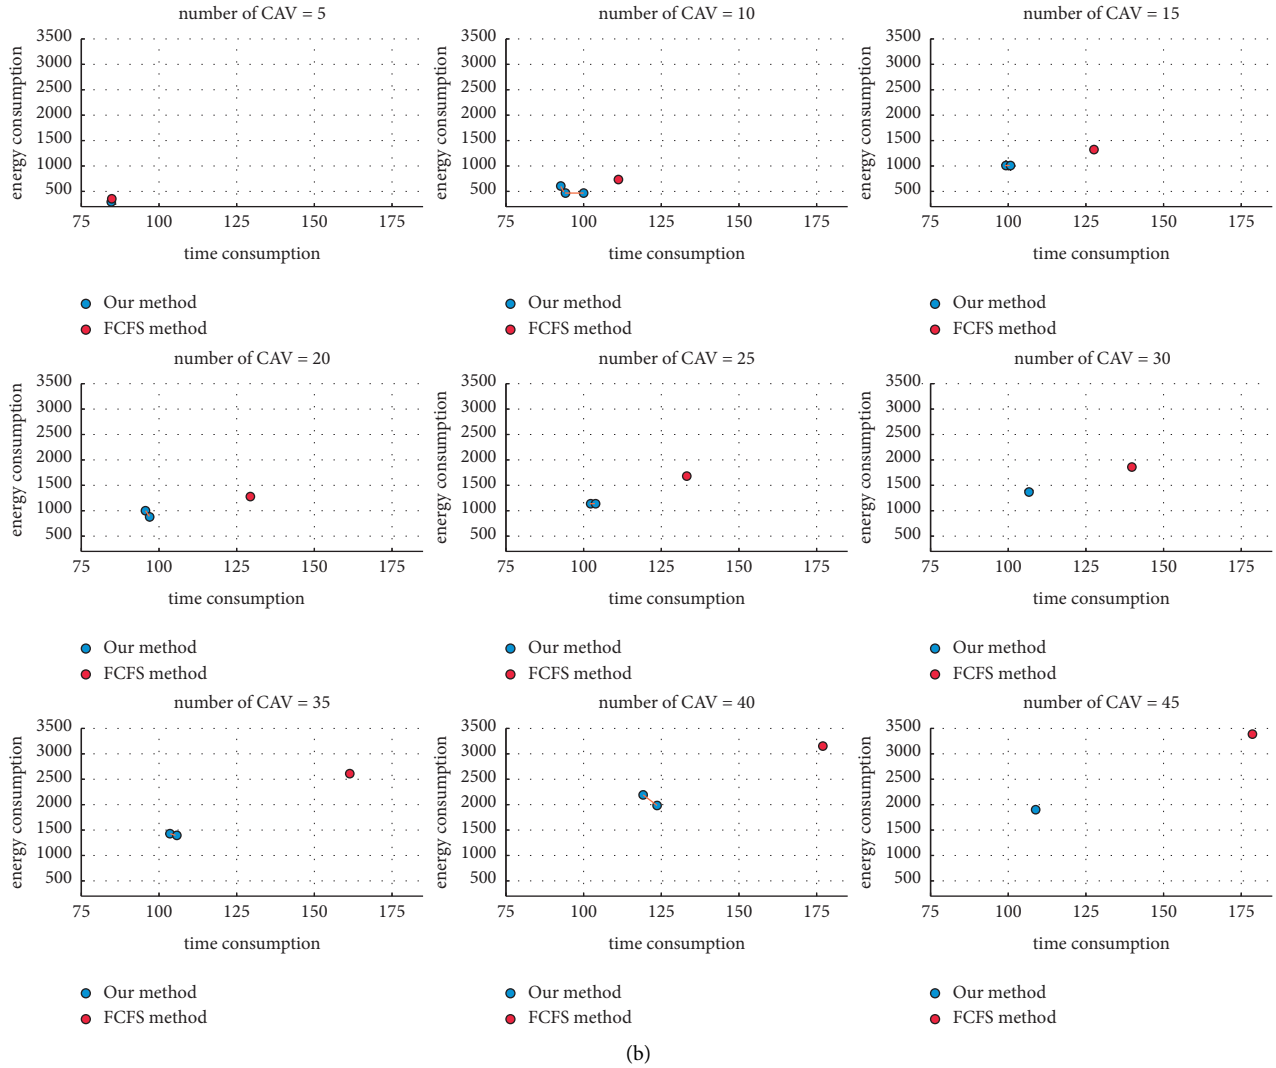 number of CAV = 5
3500
3000
2500
2000
1500
1000
500
energy consumption
75 100 125 150 175
time consumption
Our method
FCFS method
number of CAV = 10
3500
3000
2500
2000
1500
1000
500
energy consumption
75 100 125 150 175
time consumption
Our method
FCFS method
number of CAV = 15
3500
3000
2500
2000
1500
1000
500
energy consumption
75 100 125 150 175
time consumption
Our method
FCFS method
number of CAV = 20
3500
3000
2500
2000
1500
1000
500
energy consumption
75 100 125 150 175
time consumption
Our method
FCFS method
number of CAV = 25
3500
3000
2500
2000
1500
1000
500
energy consumption
75 100 125 150 175
time consumption
Our method
FCFS method
number of CAV = 30
3500
3000
2500
2000
1500
1000
500
energy consumption
75 100 125 150 175
time consumption
Our method
FCFS method
number of CAV = 35
3500
3000
2500
2000
1500
1000
500
energy consumption
75 100 125 150 175
time consumption
Our method
FCFS method
number of CAV = 40
3500
3000
2500
2000
1500
1000
500
energy consumption
75 100 125 150 175
time consumption
Our method
FCFS method
number of CAV = 45
3500
3000
2500
2000
1500
1000
500
energy consumption
75 100 125 150 175
time consumption
Our method
FCFS method
(b)